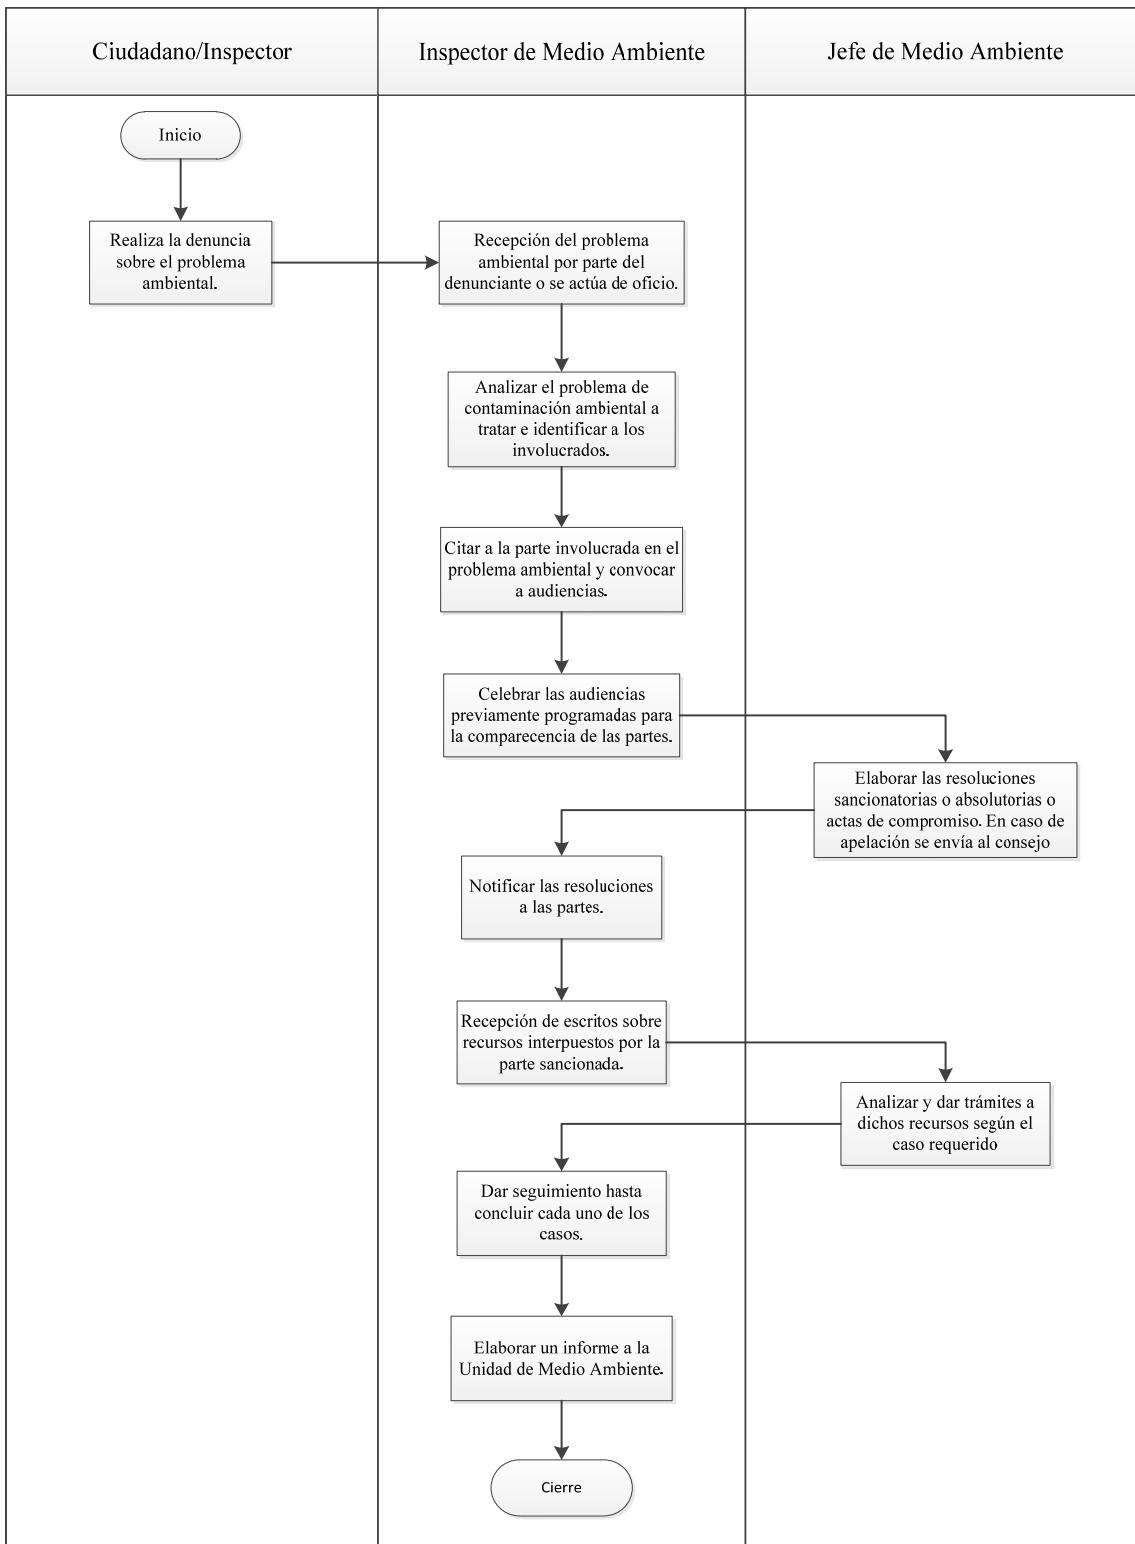 Ciudadano/Inspector
Inspector de Medio Ambiente
Jefe de Medio Ambiente
Inicio
Realiza la denuncia
sobre el problema
ambiental.
Recepción del problema
ambiental por parte del
denunciante o se actúa de oficio.
Analizar el problema de
contaminación ambiental a
tratar e identificar a los
involucrados.
Citar a la parte involucrada en el
problema ambiental y convocar
a audiencias.
Celebrar las audiencias
previamente programadas para
la comparecencia de las partes.
Elaborar las resoluciones
sancionatorias o absolutorias o
actas de compromiso. En caso de
apelación se envía al consejo
Notificar las resoluciones
a las partes.
Recepción de escritos sobre
recursos interpuestos por la
parte sancionada.
Analizar y dar trámites a
dichos recursos según el
caso requerido
Dar seguimiento hasta
concluir cada uno de los
casos.
Elaborar un informe a la
Unidad de Medio Ambiente.
Cierre